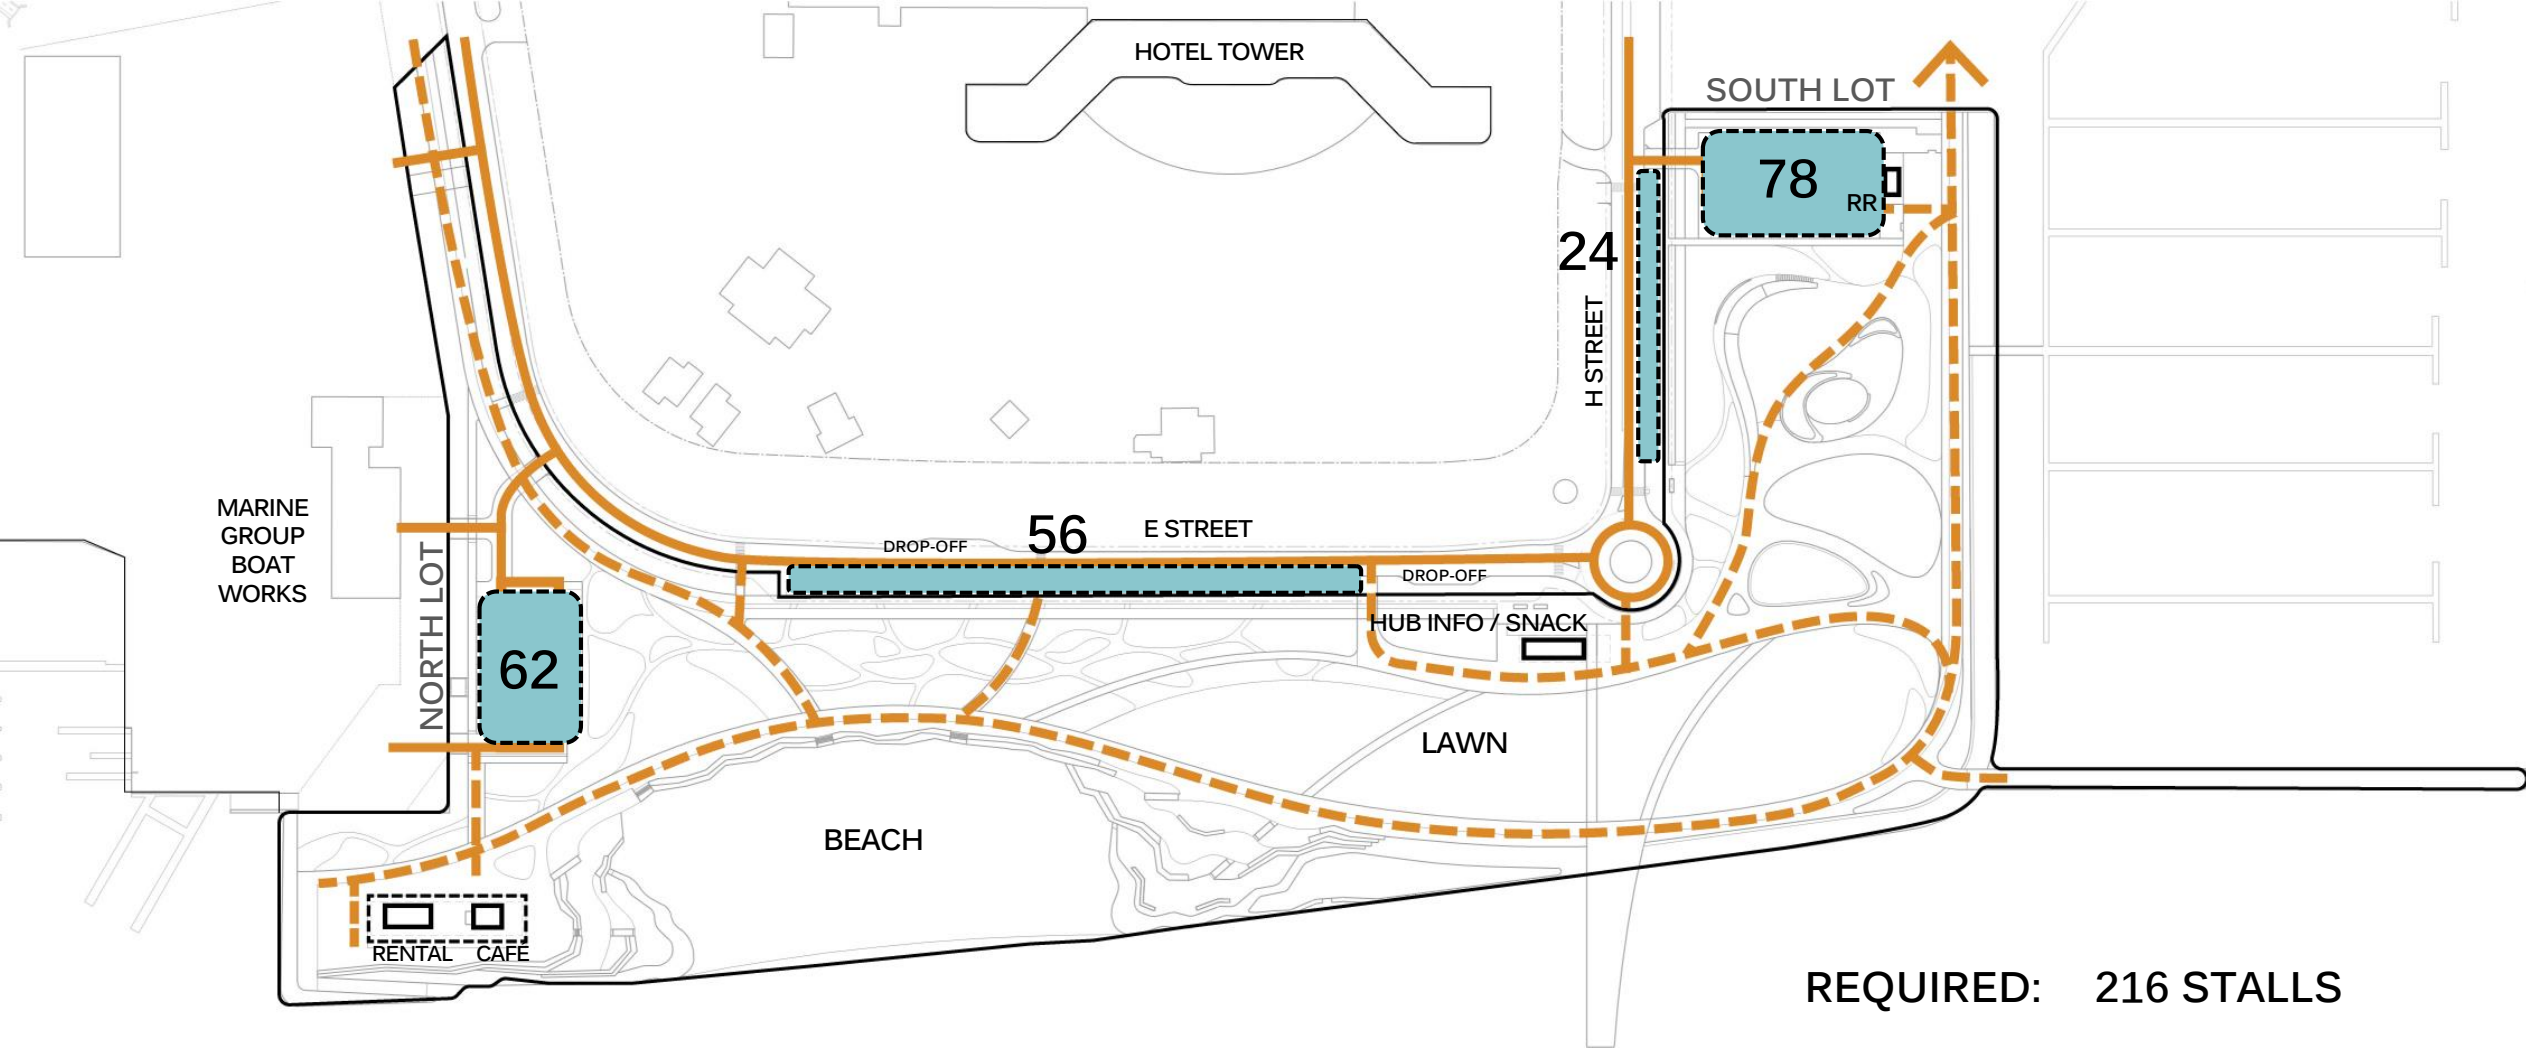 HOTEL TOWER
SOUTH LOT
78
RR
24
H STREET
MARINE
GROUP
BOAT
WORKS
NORTH LOT
62
DROP-OFF
56
E STREET
DROP-OFF
HUB INFO / SNACK
LAWN
BEACH
RENTAL
CAFE
REQUIRED: 216 STALLS